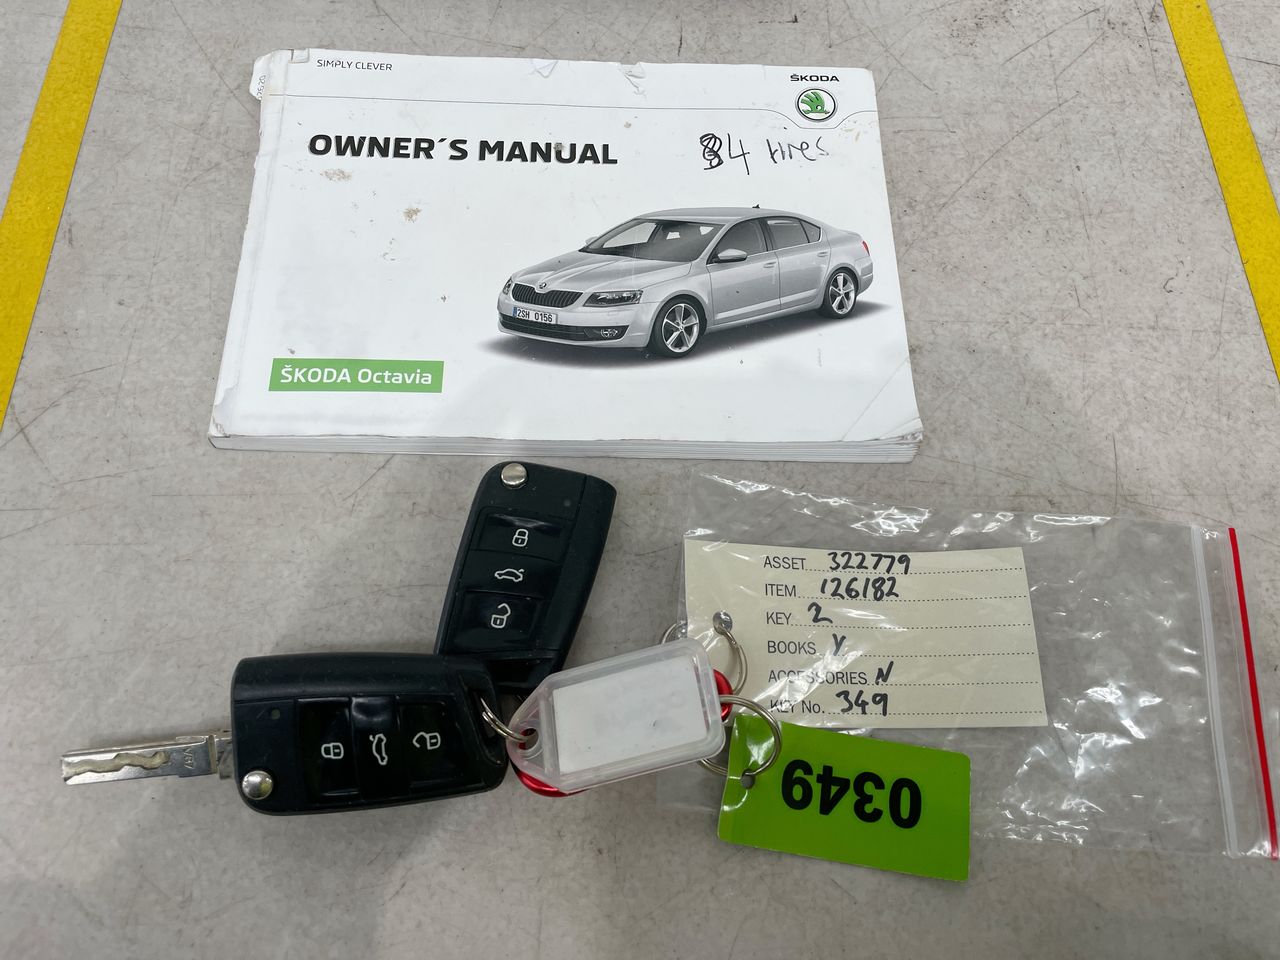 SIMPLY CLEVER
ŠKODA
OWNER´S MANUAL
84 tires
2SH 0156
ŠKODA Octavia
ASSET 322779
ITEM 126182
KEY 2
BOOKS Y
ACCESSORIES N
KEY No. 349
0349